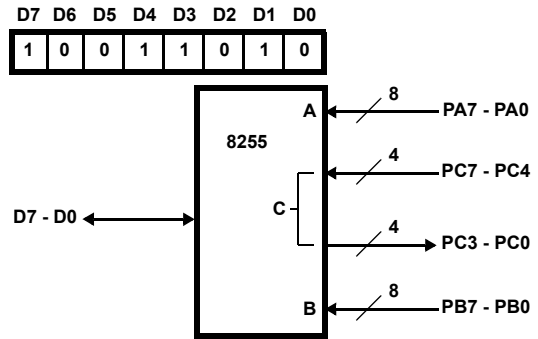 D7 D6 D5 D4 D3 D2 D1 D0
1 0 0 1 1 0 1 0
8
A PA7 - PA0
8255
4
PC7 - PC4
C
D7 - D0
4
PC3 - PC0
8
B PB7 - PB0